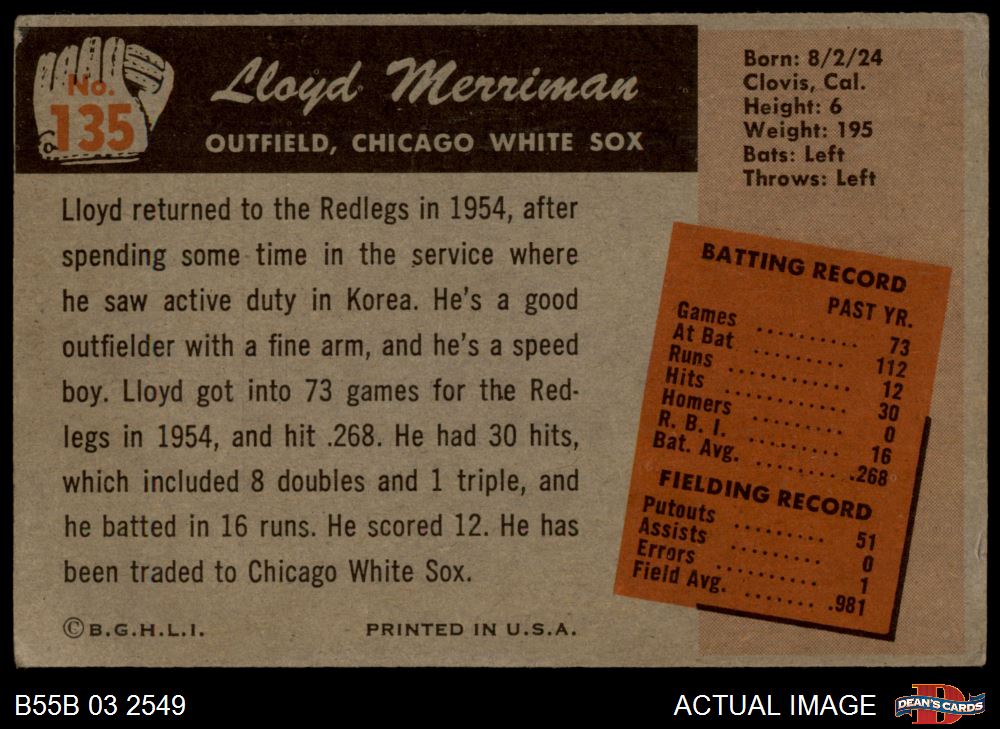 No.
135
Lloyd Merriman
OUTFIELD, CHICAGO WHITE SOX
Born: 8/2/24
Clovis, Cal.
Height: 6
Weight: 195
Bats: Left
Throws: Left
Lloyd returned to the Redlegs in 1954, after
spending some time in the service where
he saw active duty in Korea. He's a good
outfielder with a fine arm, and he's a speed
boy. Lloyd got into 73 games for the Red-
legs in 1954, and hit .268. He had 30 hits,
which included 8 doubles and 1 triple, and
he batted in 16 runs. He scored 12. He has
been traded to Chicago White Sox.
©B.G.H.L.I. PRINTED IN U.S.A.
BATTING RECORD
PAST YR.
Games .......... 73
At Bat .......... 112
Runs ............ 12
Hits ............ 30
Homers .......... 0
R. B. I. .......... 16
Bat. Avg. ........ .268
FIELDING RECORD
Putouts .......... 51
Assists .......... 0
Errors ........... 1
Field Avg. ....... .981
B55B 03 2549
ACTUAL IMAGE
D
DEAN'S CARDS